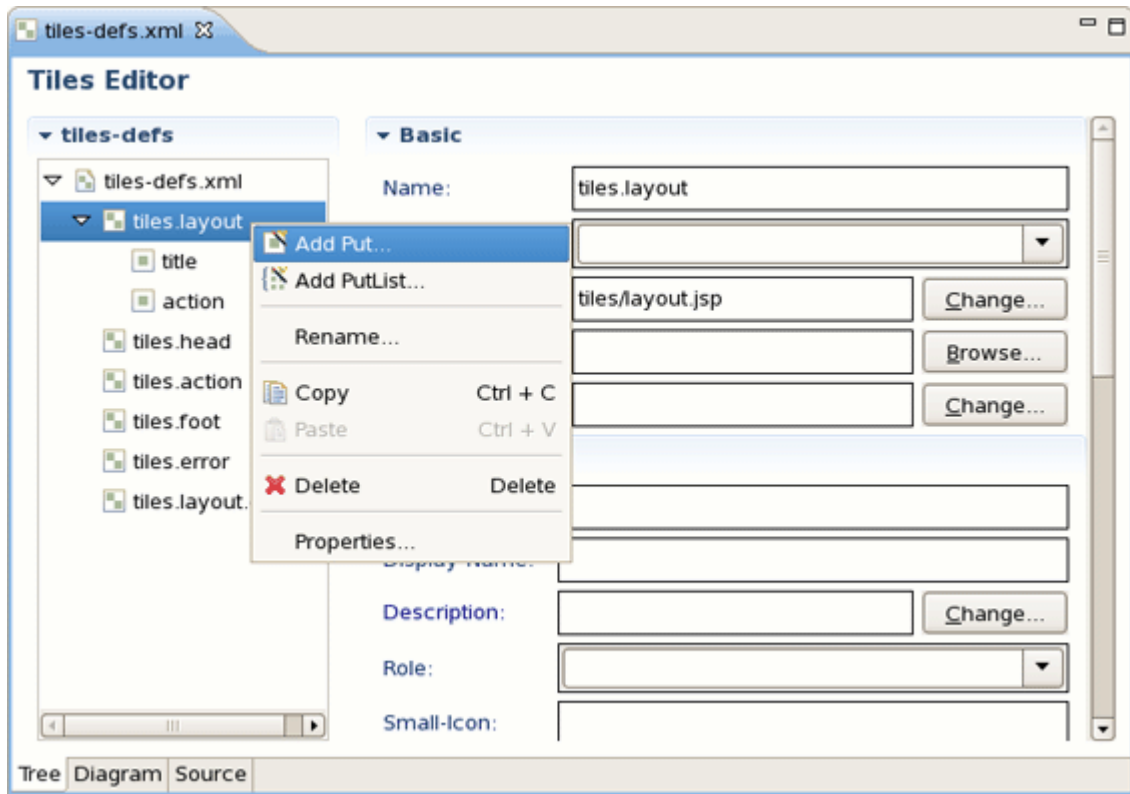 tiles-defs.xml
Tiles Editor
tiles-defs
tiles-defs.xml
tiles.layout
title
action
tiles.head
tiles.action
tiles.foot
tiles.error
tiles.layout.
Add Put...
Add PutList...
Rename...
Copy Ctrl + C
Paste Ctrl + V
Delete Delete
Properties...
Basic
Name: tiles.layout
tiles/layout.jsp Change...
Browse...
Change...
Display-Name:
Description: Change...
Role:
Small-Icon:
Tree Diagram Source